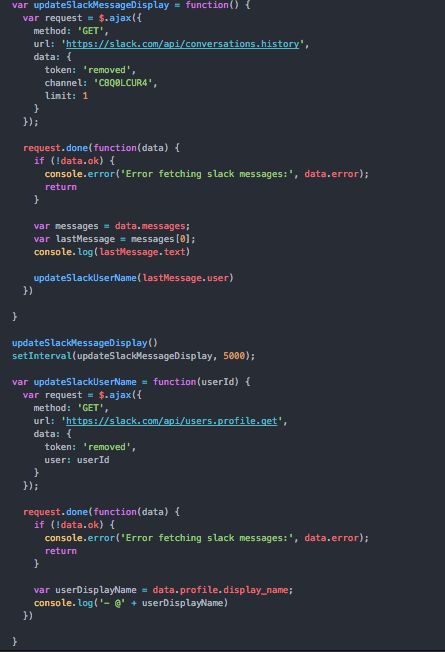 var updateSlackMessageDisplay = function() {
  var request = $.ajax({
    method: 'GET',
    url: 'https://slack.com/api/conversations.history',
    data: {
      token: 'removed',
      channel: 'C8Q0LCUR4',
      limit: 1
    }
  });

  request.done(function(data) {
    if (!data.ok) {
      console.error('Error fetching slack messages:', data.error);
      return
    }

    var messages = data.messages;
    var lastMessage = messages[0];
    console.log(lastMessage.text)

    updateSlackUserName(lastMessage.user)
  })

}

updateSlackMessageDisplay()
setInterval(updateSlackMessageDisplay, 5000);

var updateSlackUserName = function(userId) {
  var request = $.ajax({
    method: 'GET',
    url: 'https://slack.com/api/users.profile.get',
    data: {
      token: 'removed',
      user: userId
    }
  });

  request.done(function(data) {
    if (!data.ok) {
      console.error('Error fetching slack messages:', data.error);
      return
    }

    var userDisplayName = data.profile.display_name;
    console.log('- @' + userDisplayName)
  })

}